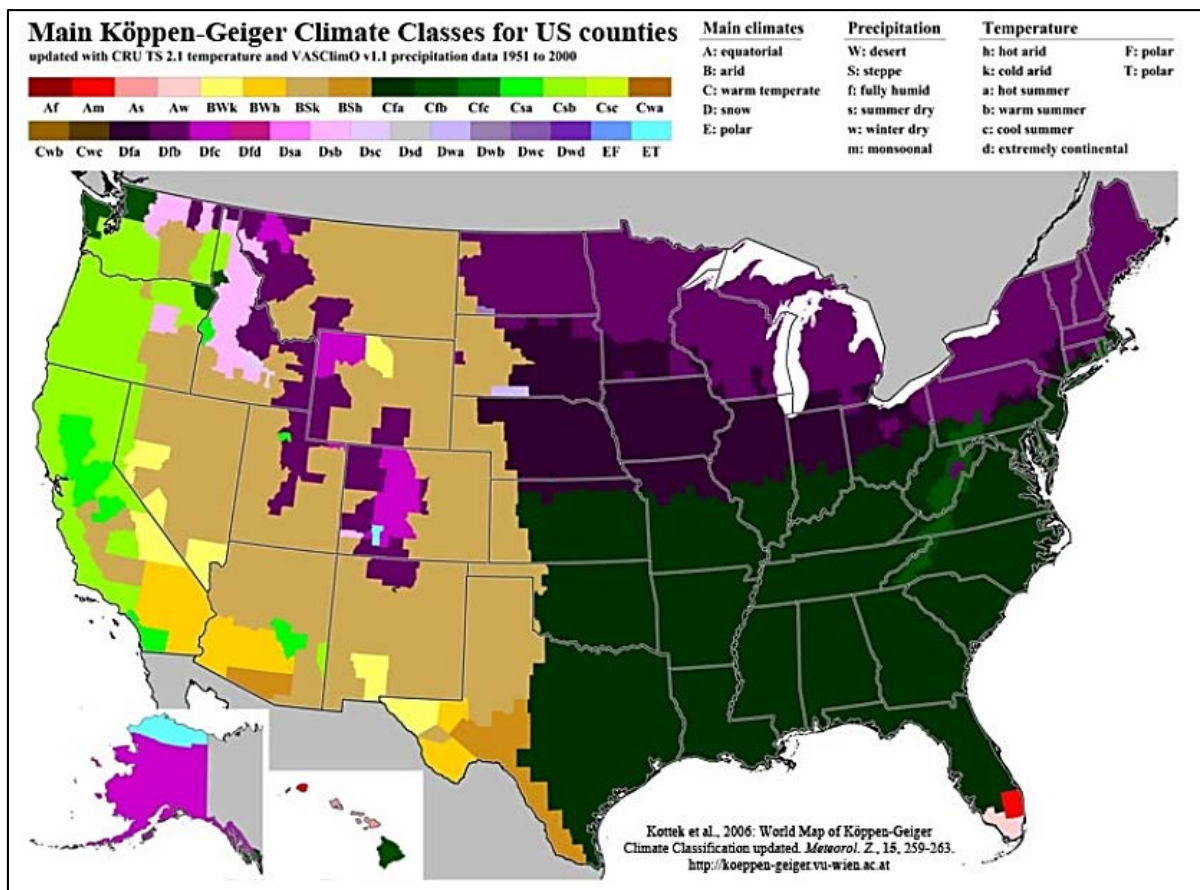 Main Köppen-Geiger Climate Classes for US counties
updated with CRU TS 2.1 temperature and VASClimO v1.1 precipitation data 1951 to 2000
Af Am As Aw BWk BWh BSk BSh Cfa Cfb Cfc Csa Csb Csc Cwa
Cwb Cwc Dfa Dfb Dfc Dfd Dsa Dsb Dsc Dsd Dwa Dwb Dwc Dwd EF ET
Main climates
A: equatorial
B: arid
C: warm temperate
D: snow
E: polar
Precipitation
W: desert
S: steppe
f: fully humid
s: summer dry
w: winter dry
m: monsoonal
Temperature
h: hot arid F: polar
k: cold arid T: polar
a: hot summer
b: warm summer
c: cool summer
d: extremely continental
Kottek et al., 2006: World Map of Köppen-Geiger
Climate Classification updated. Meteorol. Z., 15, 259-263.
http://koeppen-geiger.vu-wien.ac.at